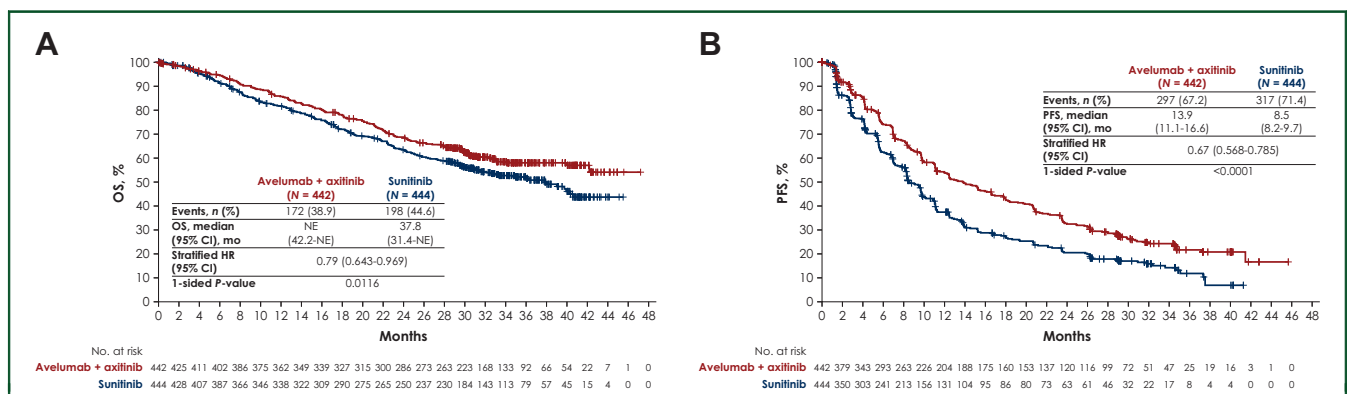 A
OS, %
100
90
80
70
60
50
40
30
20
10
0
Avelumab + axitinib Sunitinib
(N = 442) (N = 444)
Events, n (%) 172 (38.9) 198 (44.6)
OS, median NE 37.8
(95% CI), mo (42.2-NE) (31.4-NE)
Stratified HR
(95% CI) 0.79 (0.643-0.969)
1-sided P-value 0.0116
0 2 4 6 8 10 12 14 16 18 20 22 24 26 28 30 32 34 36 38 40 42 44 46 48
Months
No. at risk
Avelumab + axitinib 442 425 411 402 386 375 362 349 339 327 315 300 286 273 263 223 168 133 92 66 54 22 7 1 0
Sunitinib 444 428 407 387 366 346 338 322 309 290 275 265 250 237 230 184 143 113 79 57 45 15 4 0 0
B
PFS, %
100
90
80
70
60
50
40
30
20
10
0
Avelumab + axitinib Sunitinib
(N = 442) (N = 444)
Events, n (%) 297 (67.2) 317 (71.4)
PFS, median 13.9 8.5
(95% CI), mo (11.1-16.6) (8.2-9.7)
Stratified HR 0.67 (0.568-0.785)
(95% CI)
1-sided P-value <0.0001
0 2 4 6 8 10 12 14 16 18 20 22 24 26 28 30 32 34 36 38 40 42 44 46 48
Months
No. at risk
Avelumab + axitinib 442 379 343 293 263 226 204 188 175 160 153 137 120 116 99 72 51 47 25 19 16 3 1 0
Sunitinib 444 350 303 241 213 156 131 104 95 86 80 73 63 61 46 32 22 17 8 4 4 0 0